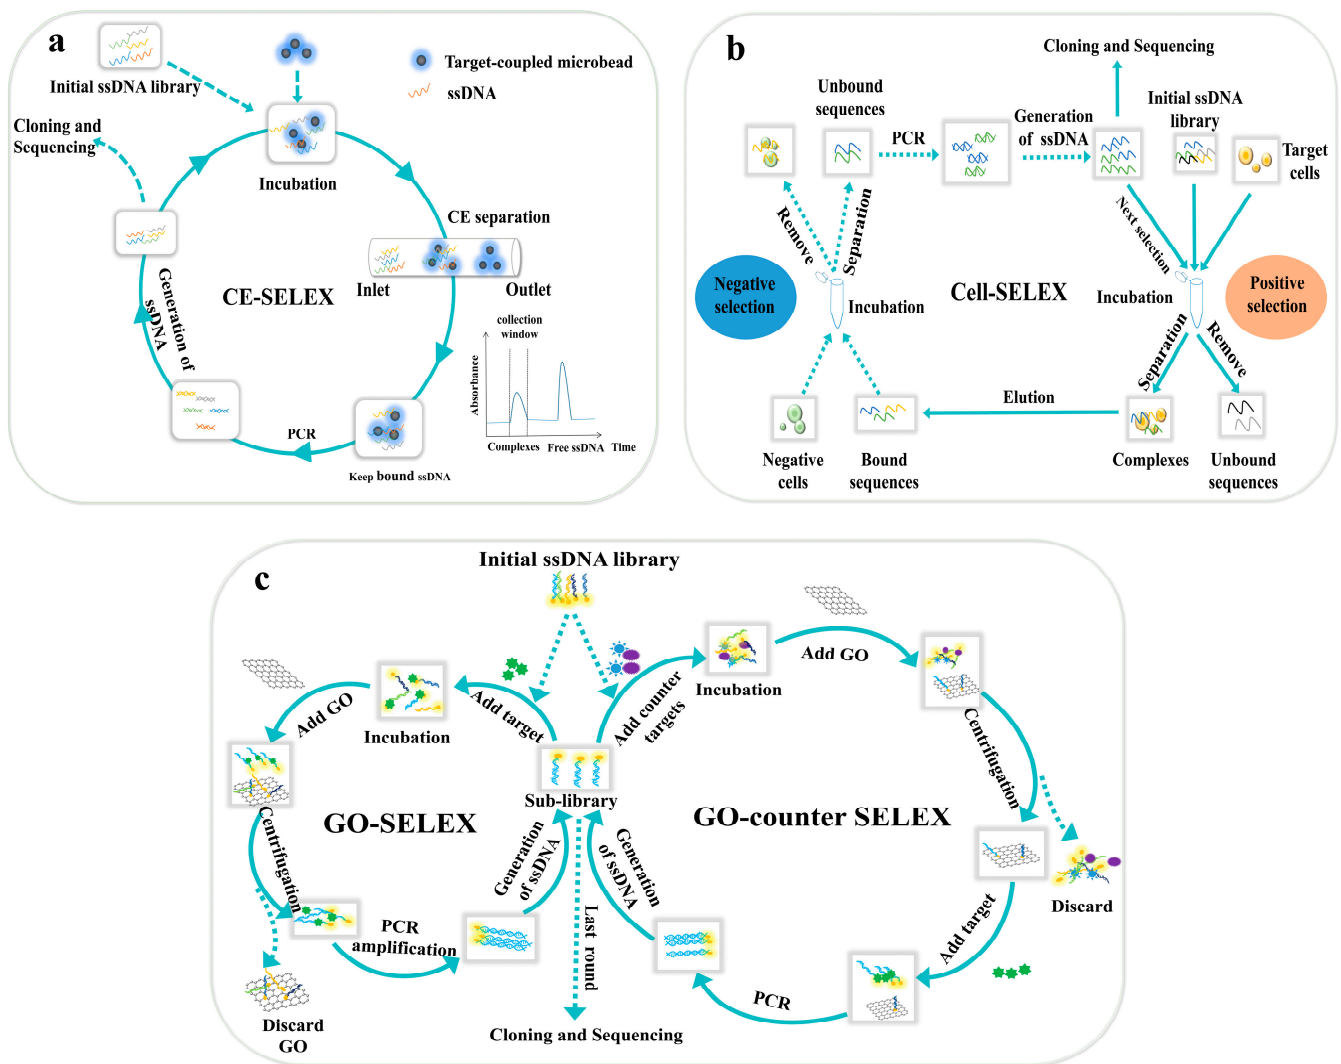 a
Initial ssDNA library
Target-coupled microbead
ssDNA
Cloning and
Sequencing
Incubation
CE separation
Inlet
Outlet
CE-SELEX
Generation of
ssDNA
PCR
Keep bound ssDNA
collection
window
Absorbance
Complexes
Free ssDNA
Time
b
Cloning and Sequencing
Unbound
sequences
PCR
Generation
of ssDNA
Initial ssDNA
library
Target
cells
Remove
Separation
Next selection
Negative
selection
Incubation
Cell-SELEX
Incubation
Positive
selection
Separation
Remove
Elution
Negative
cells
Bound
sequences
Complexes
Unbound
sequences
c
Initial ssDNA library
Add GO
Incubation
Add target
Add counter
targets
Incubation
Add GO
Centrifugation
Sub-library
GO-SELEX
GO-counter SELEX
Centrifugation
Generation
of ssDNA
Generation
of ssDNA
Discard
Add target
PCR
amplification
Last round
PCR
Discard
GO
Cloning and Sequencing